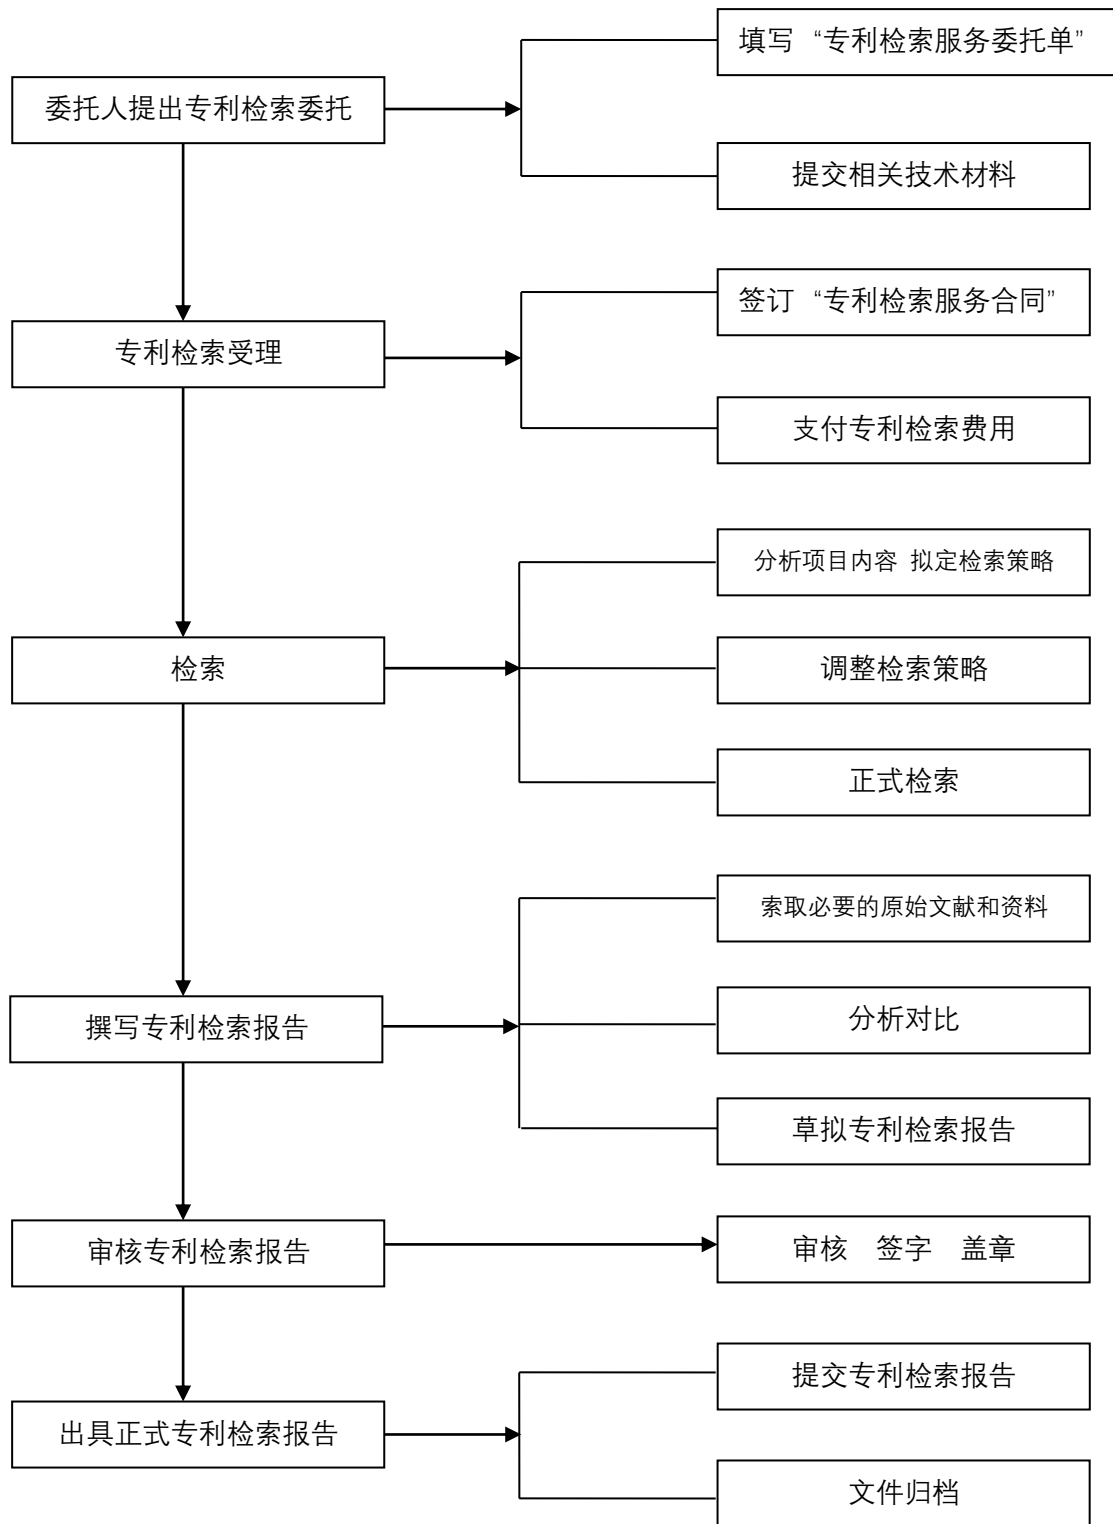 填写 “专利检索服务委托单”
委托人提出专利检索委托
提交相关技术材料
签订 “专利检索服务合同”
专利检索受理
支付专利检索费用
分析项目内容 拟定检索策略
检索
调整检索策略
正式检索
索取必要的原始文献和资料
撰写专利检索报告
分析对比
草拟专利检索报告
审核专利检索报告
审核 签字 盖章
提交专利检索报告
出具正式专利检索报告
文件归档